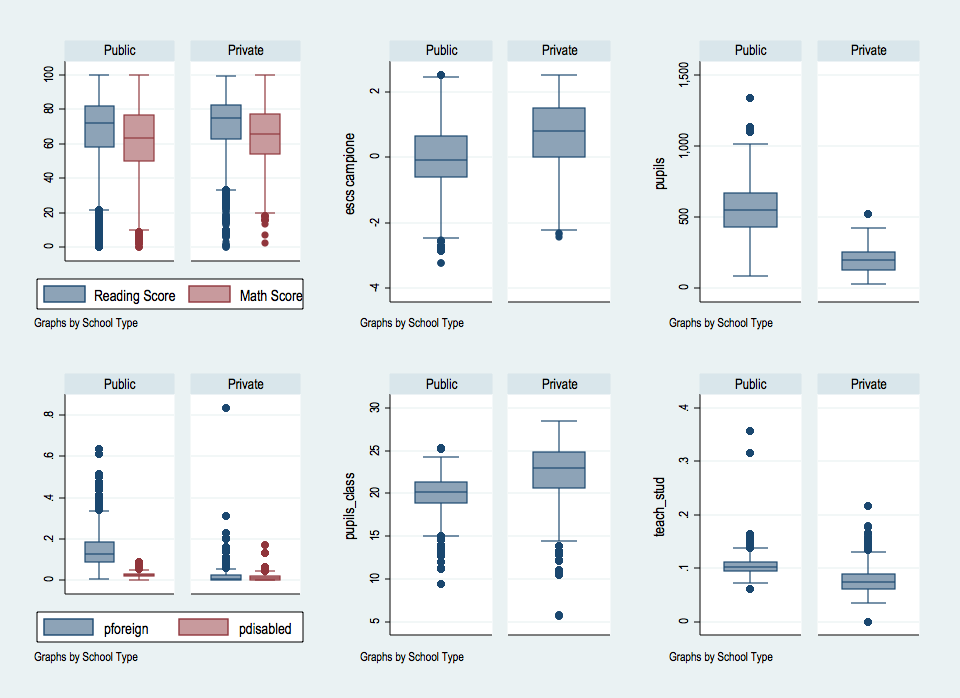 Public Private
100
80
60
40
20
0
Reading Score Math Score
Graphs by School Type
Public Private
escs campione
2
0
-2
-4
Graphs by School Type
Public Private
pupils
1,500
1,000
500
0
Graphs by School Type
Public Private
.8
.6
.4
.2
0
pforeign pdisabled
Graphs by School Type
Public Private
pupils_class
30
25
20
15
10
5
Graphs by School Type
Public Private
teach_stud
.4
.3
.2
.1
0
Graphs by School Type